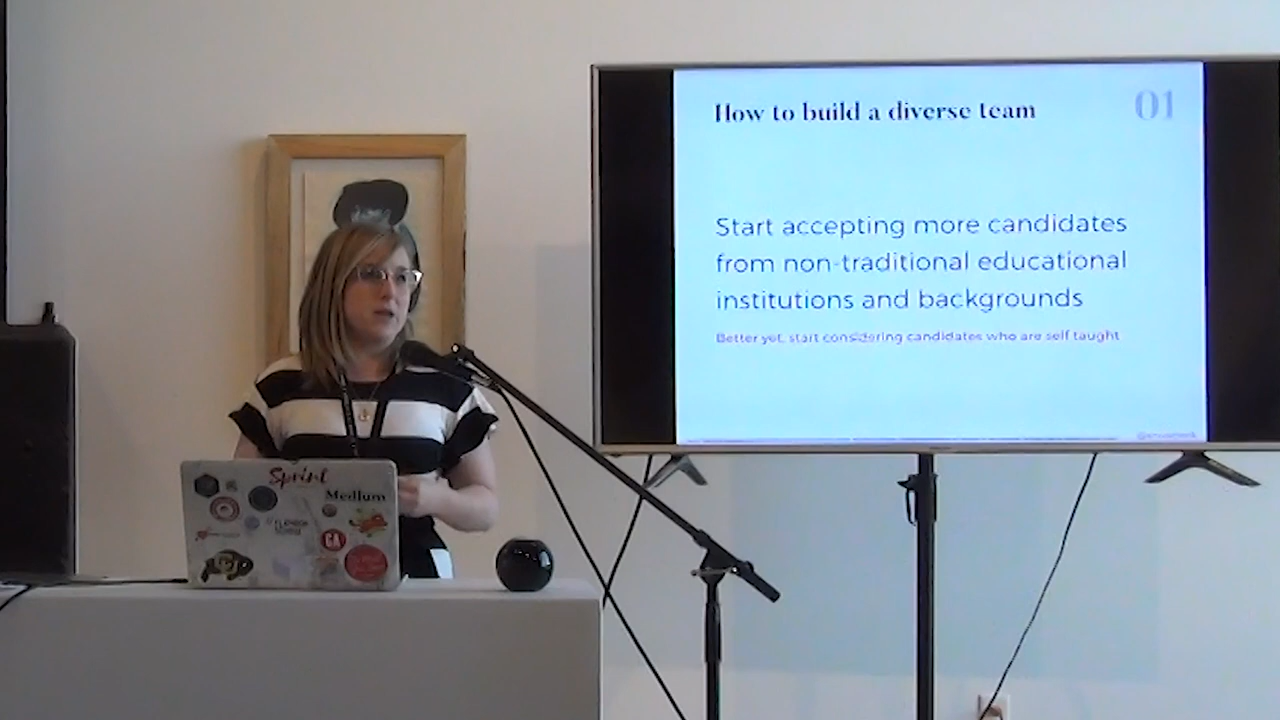 How to build a diverse team
01
Start accepting more candidates
from non-traditional educational
institutions and backgrounds
Better yet, start considering candidates who are self taught
Sprint
Medium
GA